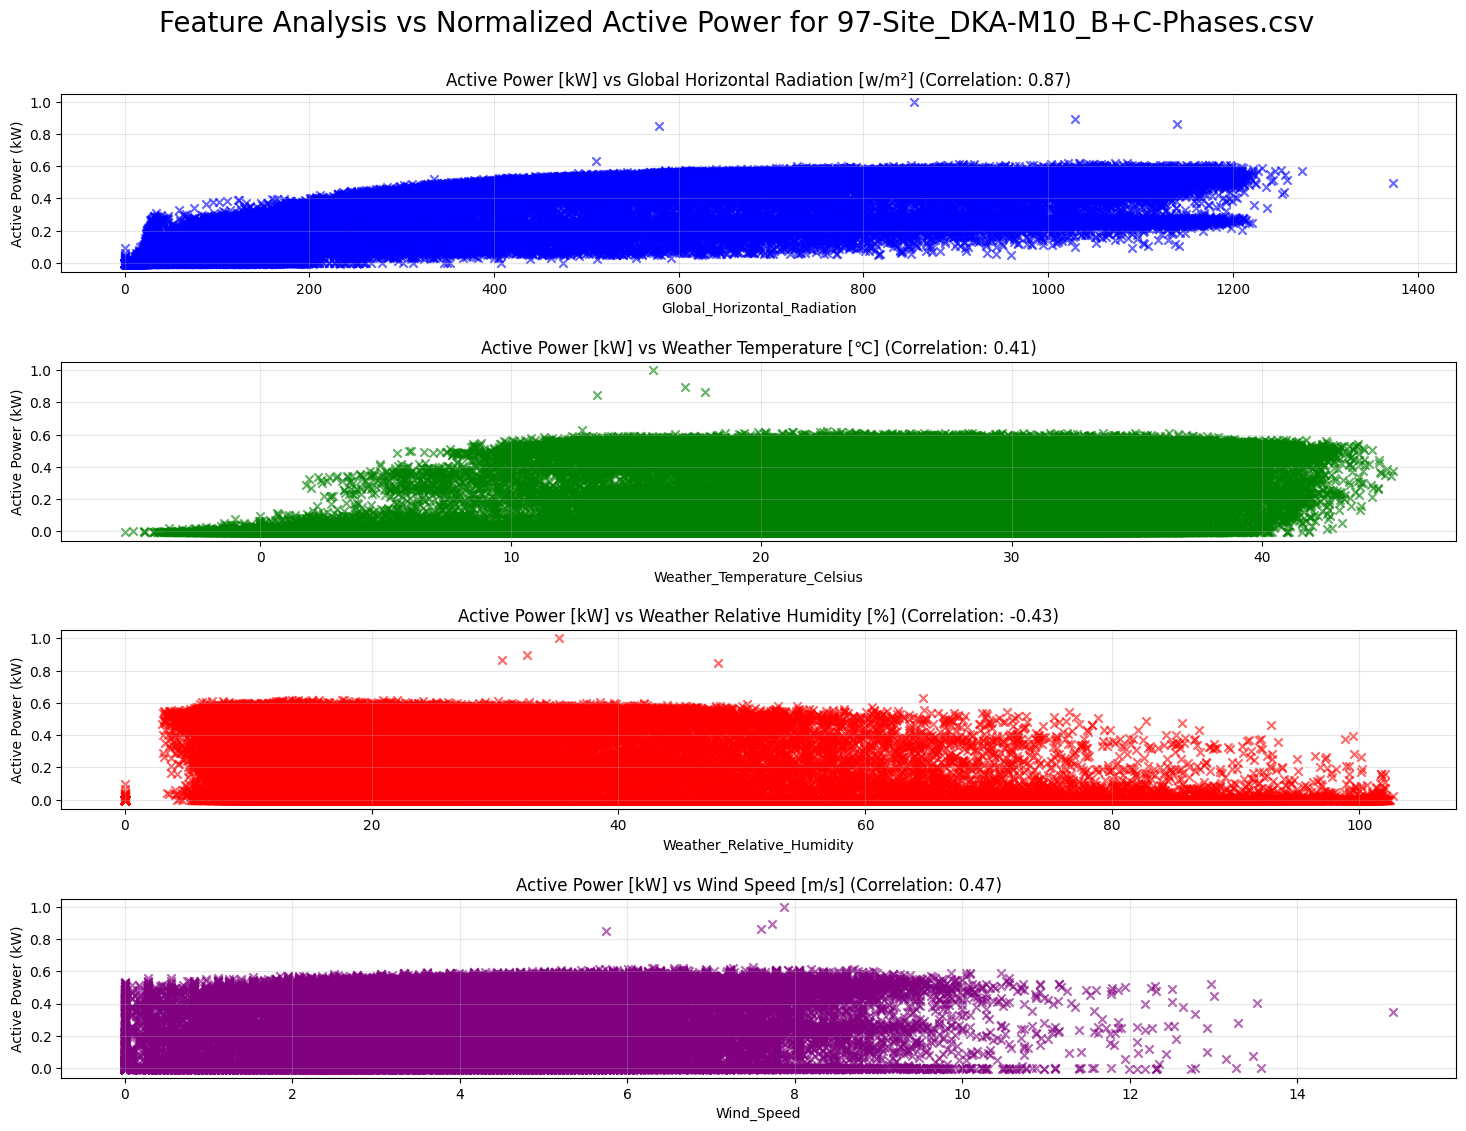 Feature Analysis vs Normalized Active Power for 97-Site_DKA-M10_B+C-Phases.csv
Active Power [kW] vs Global Horizontal Radiation [w/m²] (Correlation: 0.87)
Active Power (kW)
1.0
0.8
0.6
0.4
0.2
0.0
0 200 400 600 800 1000 1200 1400
Global_Horizontal_Radiation
Active Power [kW] vs Weather Temperature [℃] (Correlation: 0.41)
Active Power (kW)
1.0
0.8
0.6
0.4
0.2
0.0
0 10 20 30 40
Weather_Temperature_Celsius
Active Power [kW] vs Weather Relative Humidity [%] (Correlation: -0.43)
Active Power (kW)
1.0
0.8
0.6
0.4
0.2
0.0
0 20 40 60 80 100
Weather_Relative_Humidity
Active Power [kW] vs Wind Speed [m/s] (Correlation: 0.47)
Active Power (kW)
1.0
0.8
0.6
0.4
0.2
0.0
0 2 4 6 8 10 12 14
Wind_Speed